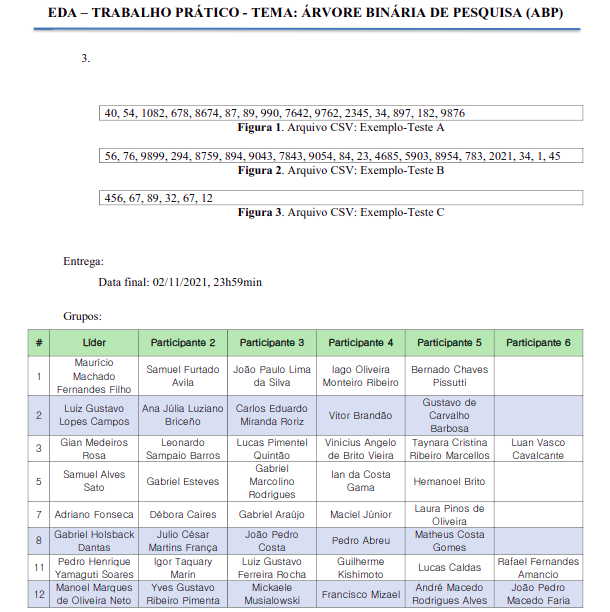 EDA – TRABALHO PRÁTICO - TEMA: ÁRVORE BINÁRIA DE PESQUISA (ABP)
3.
40, 54, 1082, 678, 8674, 87, 89, 990, 7642, 9762, 2345, 34, 897, 182, 9876
Figura 1. Arquivo CSV: Exemplo-Teste A
56, 76, 9899, 294, 8759, 894, 9043, 7843, 9054, 84, 23, 4685, 5903, 8954, 783, 2021, 34, 1, 45
Figura 2. Arquivo CSV: Exemplo-Teste B
456, 67, 89, 32, 67, 12
Figura 3. Arquivo CSV: Exemplo-Teste C
Entrega:
Data final: 02/11/2021, 23h59min
Grupos:
# Líder Participante 2 Participante 3 Participante 4 Participante 5 Participante 6
1 Maurício Machado Fernandes Filho Samuel Furtado Avila João Paulo Lima da Silva Iago Oliveira Monteiro Ribeiro Bernado Chaves Pissutti
2 Luiz Gustavo Lopes Campos Ana Júlia Luziano Briceño Carlos Eduardo Miranda Roriz Vitor Brandão Gustavo de Carvalho Barbosa
3 Gian Medeiros Rosa Leonardo Sampaio Barros Lucas Pimentel Quintão Vinicius Angelo de Brito Vieira Taynara Cristina Ribeiro Marcellos Luan Vasco Cavalcante
5 Samuel Alves Sato Gabriel Esteves Gabriel Marcolino Rodrigues Ian da Costa Gama Hemanoel Brito
7 Adriano Fonseca Débora Caires Gabriel Araújo Maciel Júnior Laura Pinos de Oliveira
8 Gabriel Holsback Dantas Julio César Martins França João Pedro Costa Pedro Abreu Matheus Costa Gomes
11 Pedro Henrique Yamaguti Soares Igor Taquary Marin Luiz Gustavo Ferreira Rocha Guilherme Kishimoto Lucas Caldas Rafael Fernandes Amancio
12 Manoel Marques de Oliveira Neto Yves Gustavo Ribeiro Pimenta Mickaele Musialowski Francisco Mizael André Macedo Rodrigues Alves João Pedro Macedo Faria